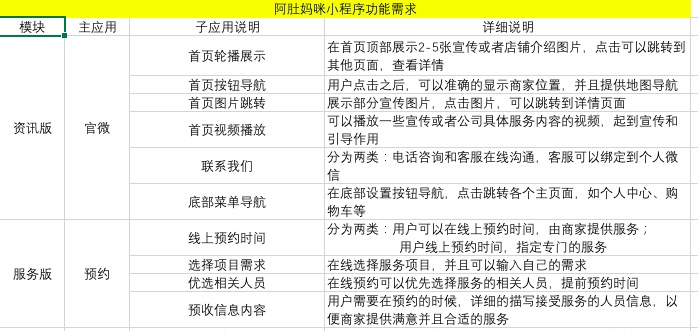 阿肚妈咪小程序功能需求
模块 主应用 子应用说明 详细说明
资讯版 官微
首页轮播展示 在首页顶部展示2-5张宣传或者店铺介绍图片，点击可以跳转到
其他页面，查看详情
首页按钮导航 用户点击之后，可以准确的显示商家位置，并且提供地图导航
首页图片跳转 展示部分宣传图片，点击图片，可以跳转到详情页面
首页视频播放 可以播放一些宣传或者公司具体服务内容的视频，起到宣传和
引导作用
联系我们 分为两类：电话咨询和客服在线沟通，客服可以绑定到个人微
信
底部菜单导航 在底部设置按钮导航，点击跳转各个主页面，如个人中心、购
物车等
服务版 预约
线上预约时间 分为两类：用户可以在线上预约时间，由商家提供服务；
用户线上预约时间，指定专门的服务
选择项目需求 在线选择服务项目，并且可以输入自己的需求
优选相关人员 在线预约可以优先选择服务的相关人员，提前预约时间
预收信息内容 用户需要在预约的时候，详细的描写接受服务的人员信息，以
便商家提供满意并且合适的服务